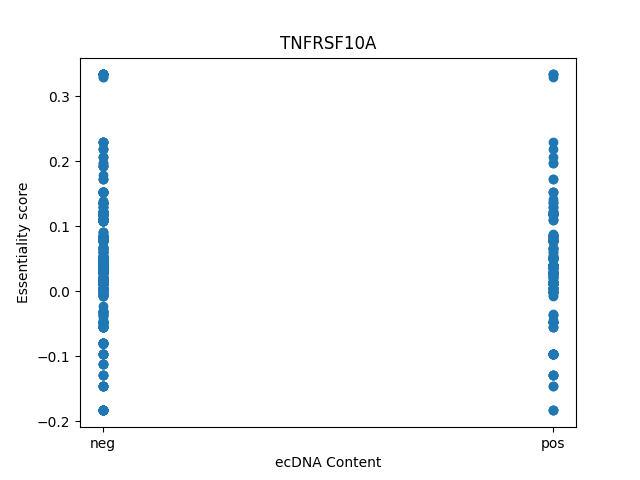 TNFRSF10A
Essentiality score
0.3
0.2
0.1
0.0
−0.1
−0.2
neg
pos
ecDNA Content